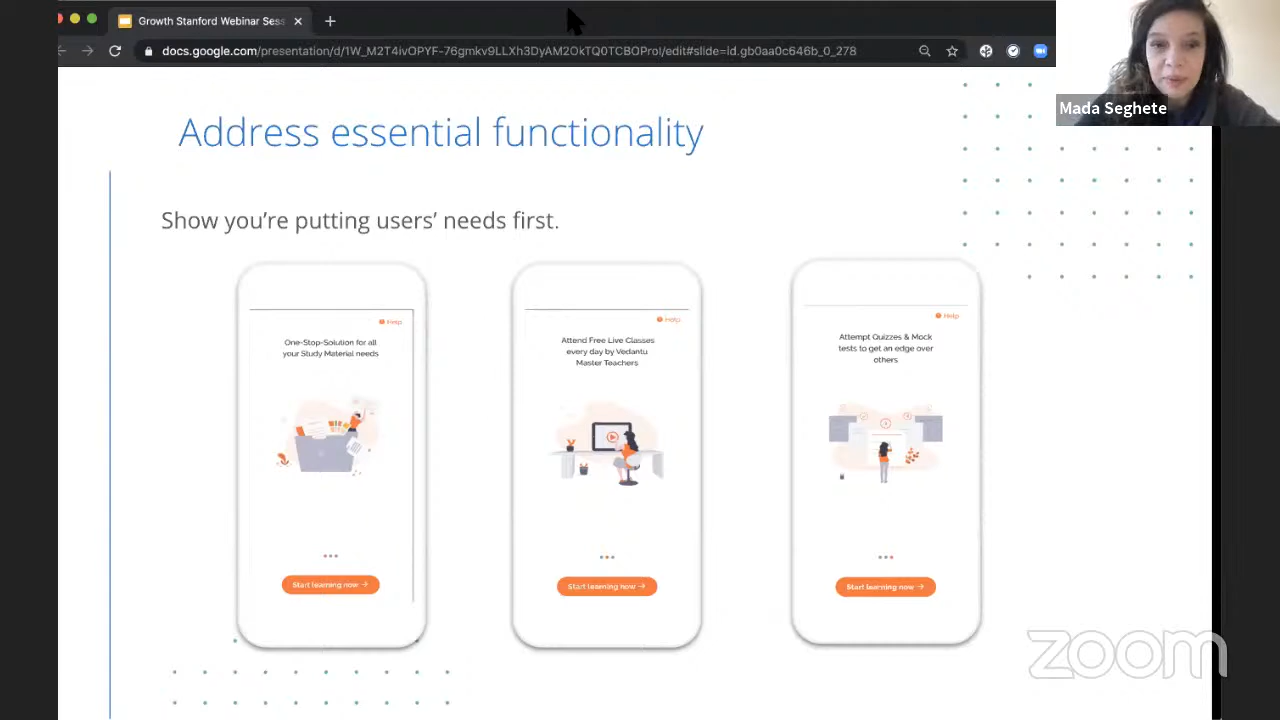 Growth Stanford Webinar Sess
docs.google.com/presentation/d/1W_M2T4ivOPYF-76gmkv9LLXh3DyAM2OkTQ0TCBOProI/edit#slide=id.gb0aa0c646b_0_278
Mada Seghete
Address essential functionality
Show you're putting users' needs first.
Help
One-Stop-Solution for all
your Study Material needs
Start learning now →
Help
Attend Free Live Classes
every day by Vedantu
Master Teachers
Start learning now →
Help
Attempt Quizzes & Mock
tests to get an edge over
others
Start learning now →
zoom